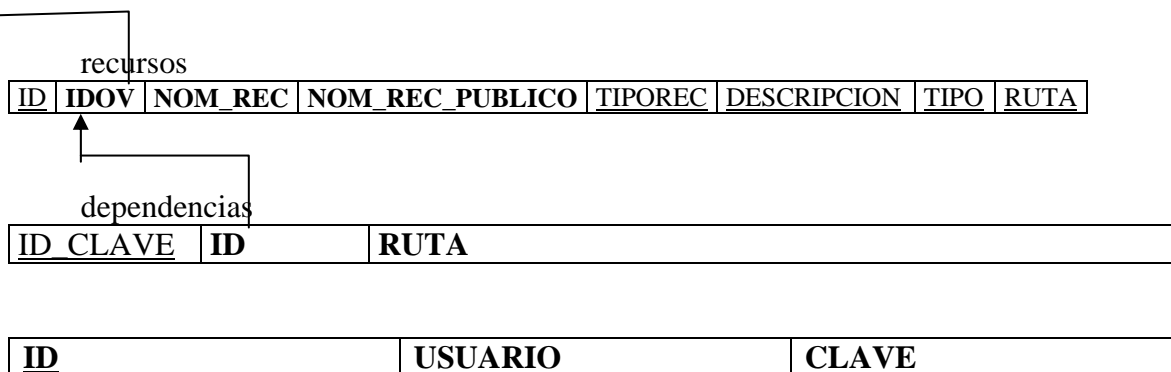 recursos
ID IDOV NOM_REC NOM_REC_PUBLICO TIPOREC DESCRIPCION TIPO RUTA
dependencias
ID_CLAVE ID RUTA
ID USUARIO CLAVE